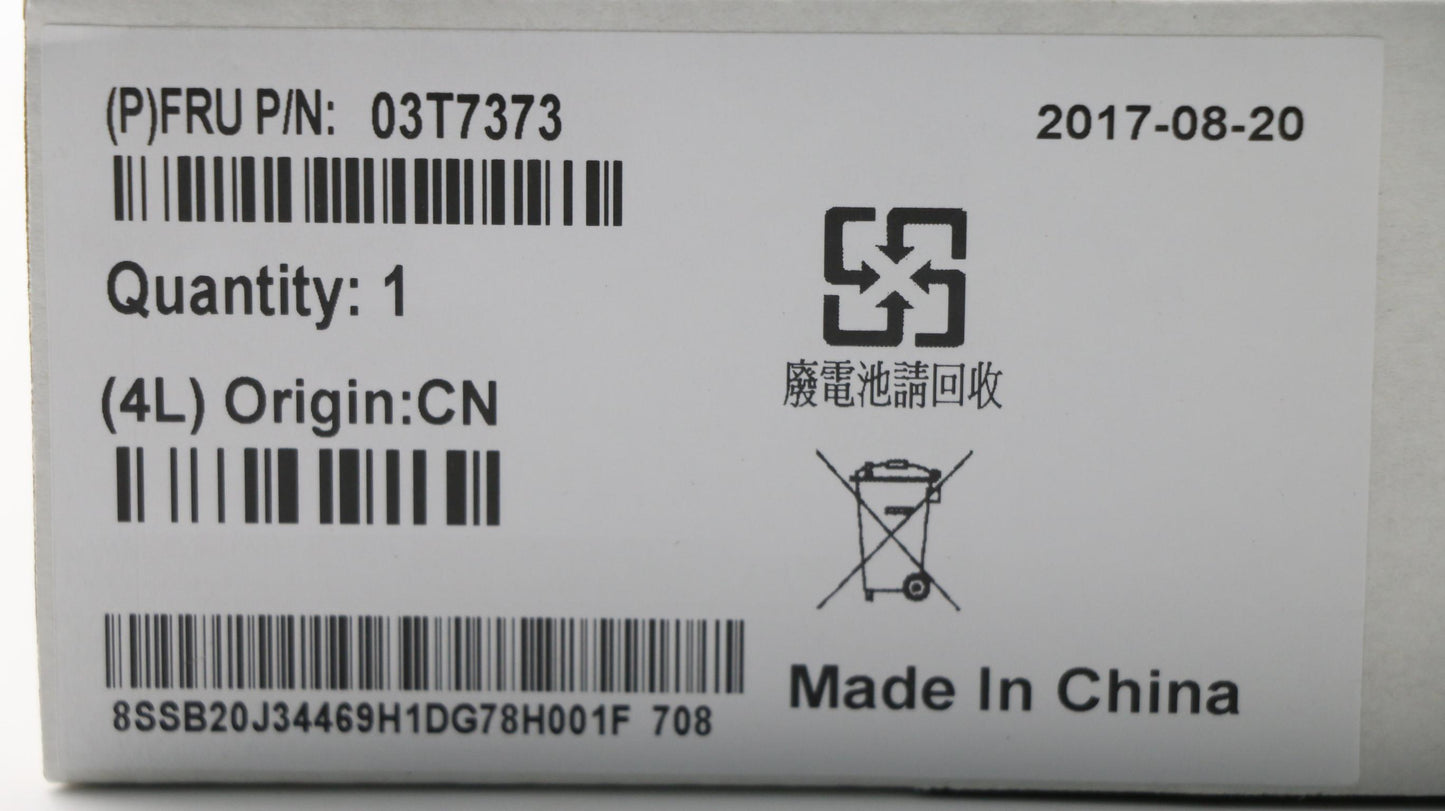 (P)FRU P/N: 03T7373
2017-08-20
Quantity: 1
廢電池請回收
(4L) Origin:CN
8SSB20J34469H1DG78H001F 708
Made In China